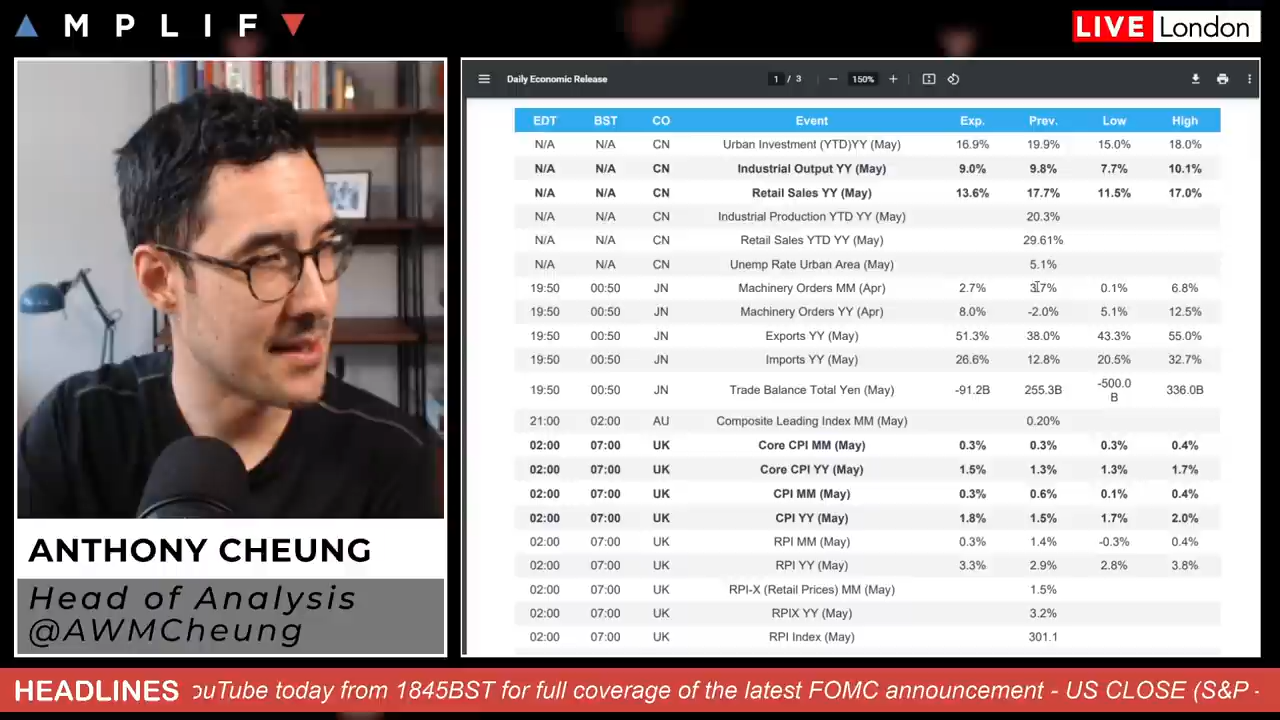 AMPLIFY
LIVE London
Daily Economic Release
1 / 3
150%
EDT BST CO Event Exp. Prev. Low High
N/A N/A CN Urban Investment (YTD)YY (May) 16.9% 19.9% 15.0% 18.0%
N/A N/A CN Industrial Output YY (May) 9.0% 9.8% 7.7% 10.1%
N/A N/A CN Retail Sales YY (May) 13.6% 17.7% 11.5% 17.0%
N/A N/A CN Industrial Production YTD YY (May) 20.3%
N/A N/A CN Retail Sales YTD YY (May) 29.61%
N/A N/A CN Unemp Rate Urban Area (May) 5.1%
19:50 00:50 JN Machinery Orders MM (Apr) 2.7% 3.7% 0.1% 6.8%
19:50 00:50 JN Machinery Orders YY (Apr) 8.0% -2.0% 5.1% 12.5%
19:50 00:50 JN Exports YY (May) 51.3% 38.0% 43.3% 55.0%
19:50 00:50 JN Imports YY (May) 26.6% 12.8% 20.5% 32.7%
19:50 00:50 JN Trade Balance Total Yen (May) -91.2B 255.3B -500.0 B 336.0B
21:00 02:00 AU Composite Leading Index MM (May) 0.20%
02:00 07:00 UK Core CPI MM (May) 0.3% 0.3% 0.3% 0.4%
02:00 07:00 UK Core CPI YY (May) 1.5% 1.3% 1.3% 1.7%
02:00 07:00 UK CPI MM (May) 0.3% 0.6% 0.1% 0.4%
02:00 07:00 UK CPI YY (May) 1.8% 1.5% 1.7% 2.0%
02:00 07:00 UK RPI MM (May) 0.3% 1.4% -0.3% 0.4%
02:00 07:00 UK RPI YY (May) 3.3% 2.9% 2.8% 3.8%
02:00 07:00 UK RPI-X (Retail Prices) MM (May) 1.5%
02:00 07:00 UK RPIX YY (May) 3.2%
02:00 07:00 UK RPI Index (May) 301.1
ANTHONY CHEUNG
Head of Analysis
@AWMCheung
HEADLINES ouTube today from 1845BST for full coverage of the latest FOMC announcement - US CLOSE (S&P -